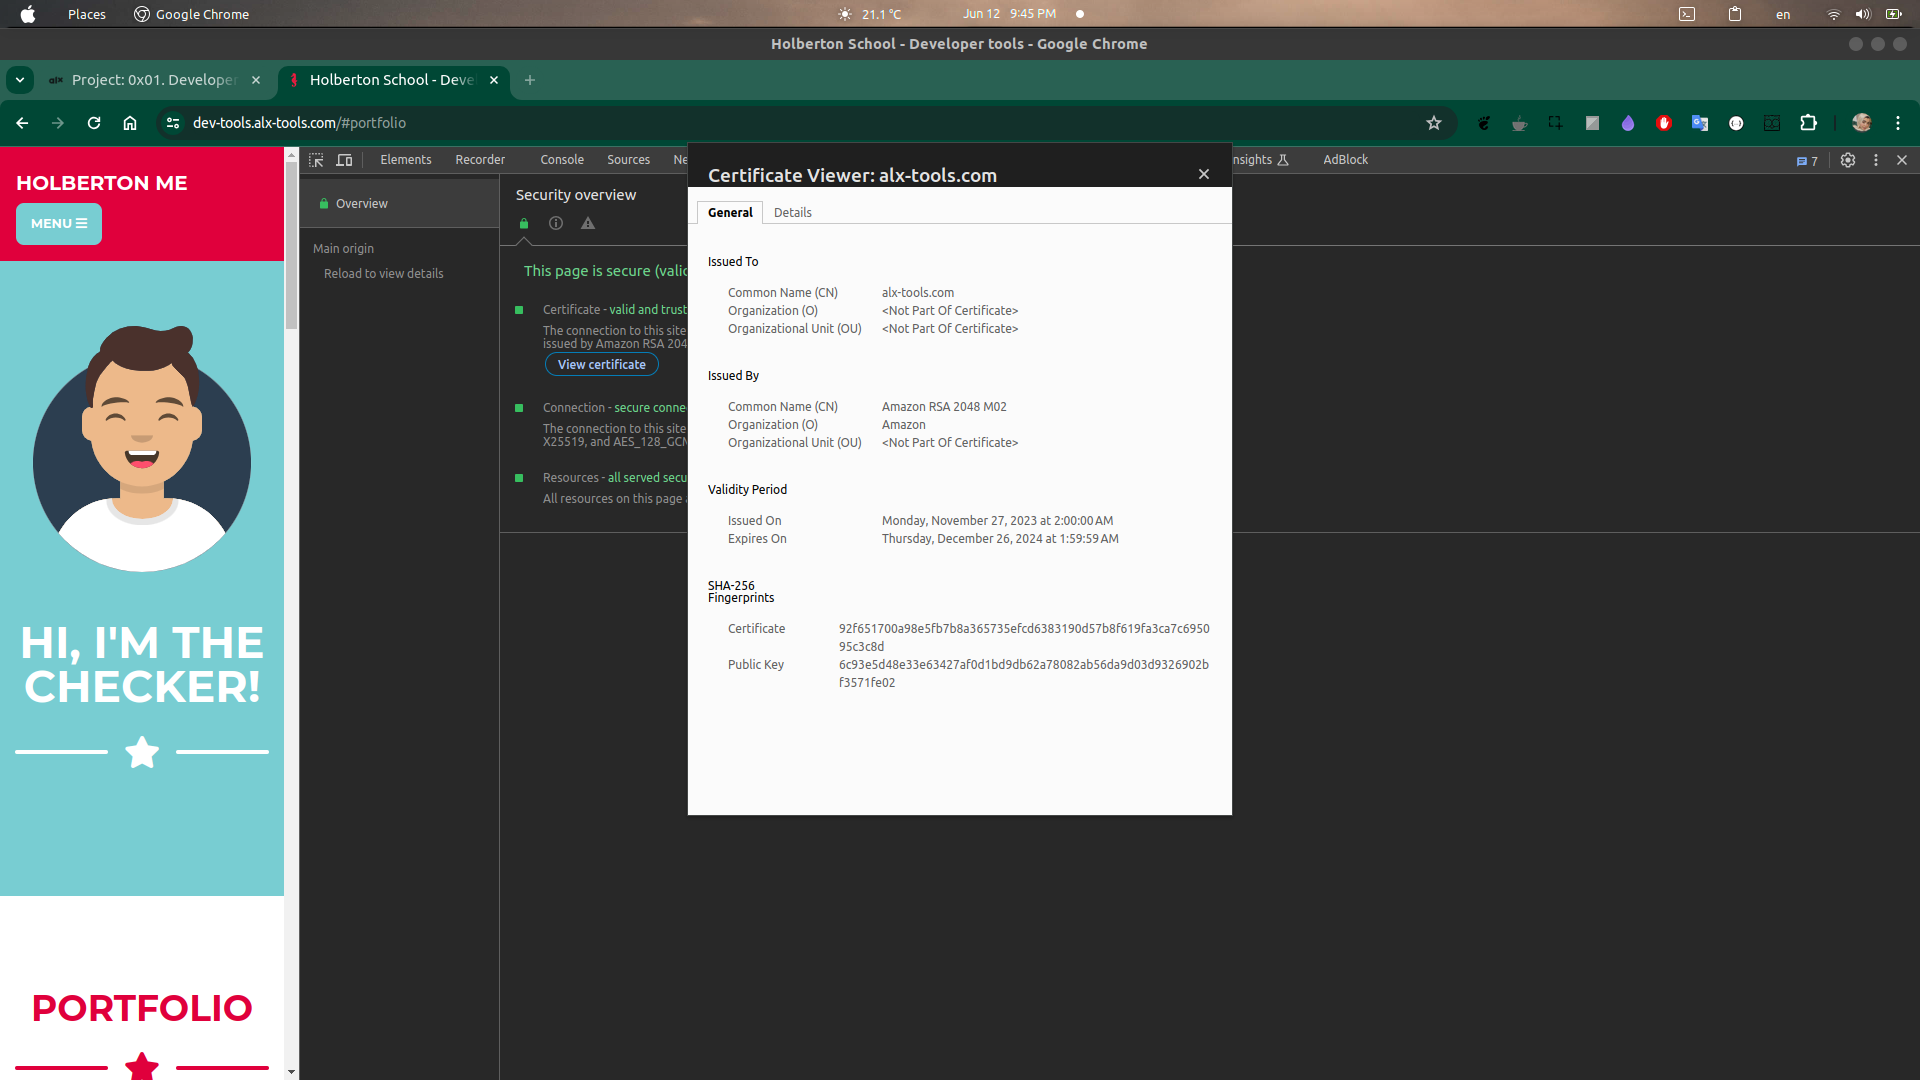 Places
Google Chrome
21.1 °C
Jun 12 9:45 PM
en
Holberton School - Developer tools - Google Chrome
alx Project: 0x01. Developer
Holberton School - Deve
dev-tools.alx-tools.com/#portfolio
HOLBERTON ME
MENU
HI, I'M THE
CHECKER!
PORTFOLIO
Elements
Recorder
Console
Sources
Ne
nsights
AdBlock
7
Overview
Main origin
Reload to view details
Security overview
This page is secure (valid
Certificate - valid and trust
The connection to this site
issued by Amazon RSA 204
View certificate
Connection - secure conne
The connection to this site
X25519, and AES_128_GCM
Resources - all served secu
All resources on this page a
Certificate Viewer: alx-tools.com
General
Details
Issued To
Common Name (CN) alx-tools.com
Organization (O) <Not Part Of Certificate>
Organizational Unit (OU) <Not Part Of Certificate>
Issued By
Common Name (CN) Amazon RSA 2048 M02
Organization (O) Amazon
Organizational Unit (OU) <Not Part Of Certificate>
Validity Period
Issued On Monday, November 27, 2023 at 2:00:00 AM
Expires On Thursday, December 26, 2024 at 1:59:59 AM
SHA-256
Fingerprints
Certificate 92f651700a98e5fb7b8a365735efcd6383190d57b8f619fa3ca7c6950
95c3c8d
Public Key 6c93e5d48e33e63427af0d1bd9db62a78082ab56da9d03d9326902b
f3571fe02